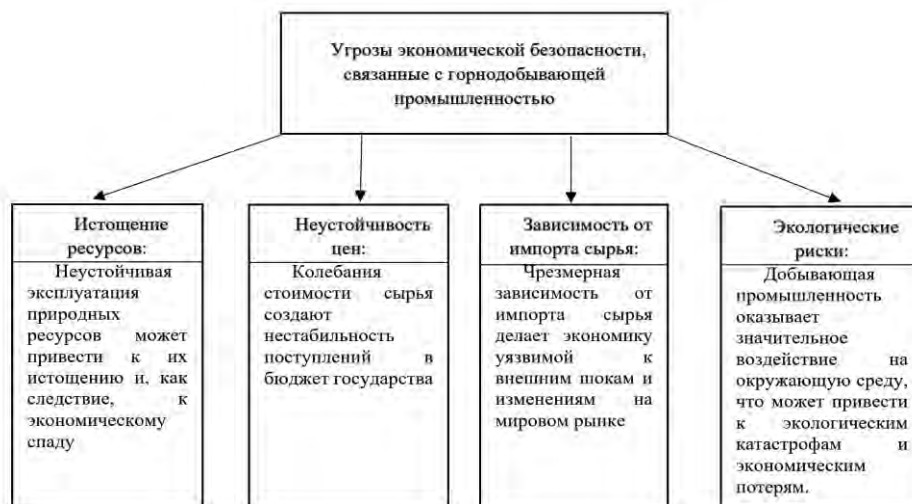 Угрозы экономической безопасности,
связанные с горнодобывающей
промышленностью
Истощение
ресурсов:
Неустойчивая
эксплуатация
природных
ресурсов может
привести к их
истощению и, как
следствие, к
экономическому
спаду
Неустойчивость
цен:
Колебания
стоимости сырья
создают
нестабильность
поступлений в
бюджет государства
Зависимость от
импорта сырья:
Чрезмерная
зависимость от
импорта сырья
делает экономику
уязвимой к
внешним шокам и
изменениям на
мировом рынке
Экологические
риски:
Добывающая
промышленность
оказывает
значительное
воздействие на
окружающую среду,
что может привести
к экологическим
катастрофам и
экономическим
потерям.